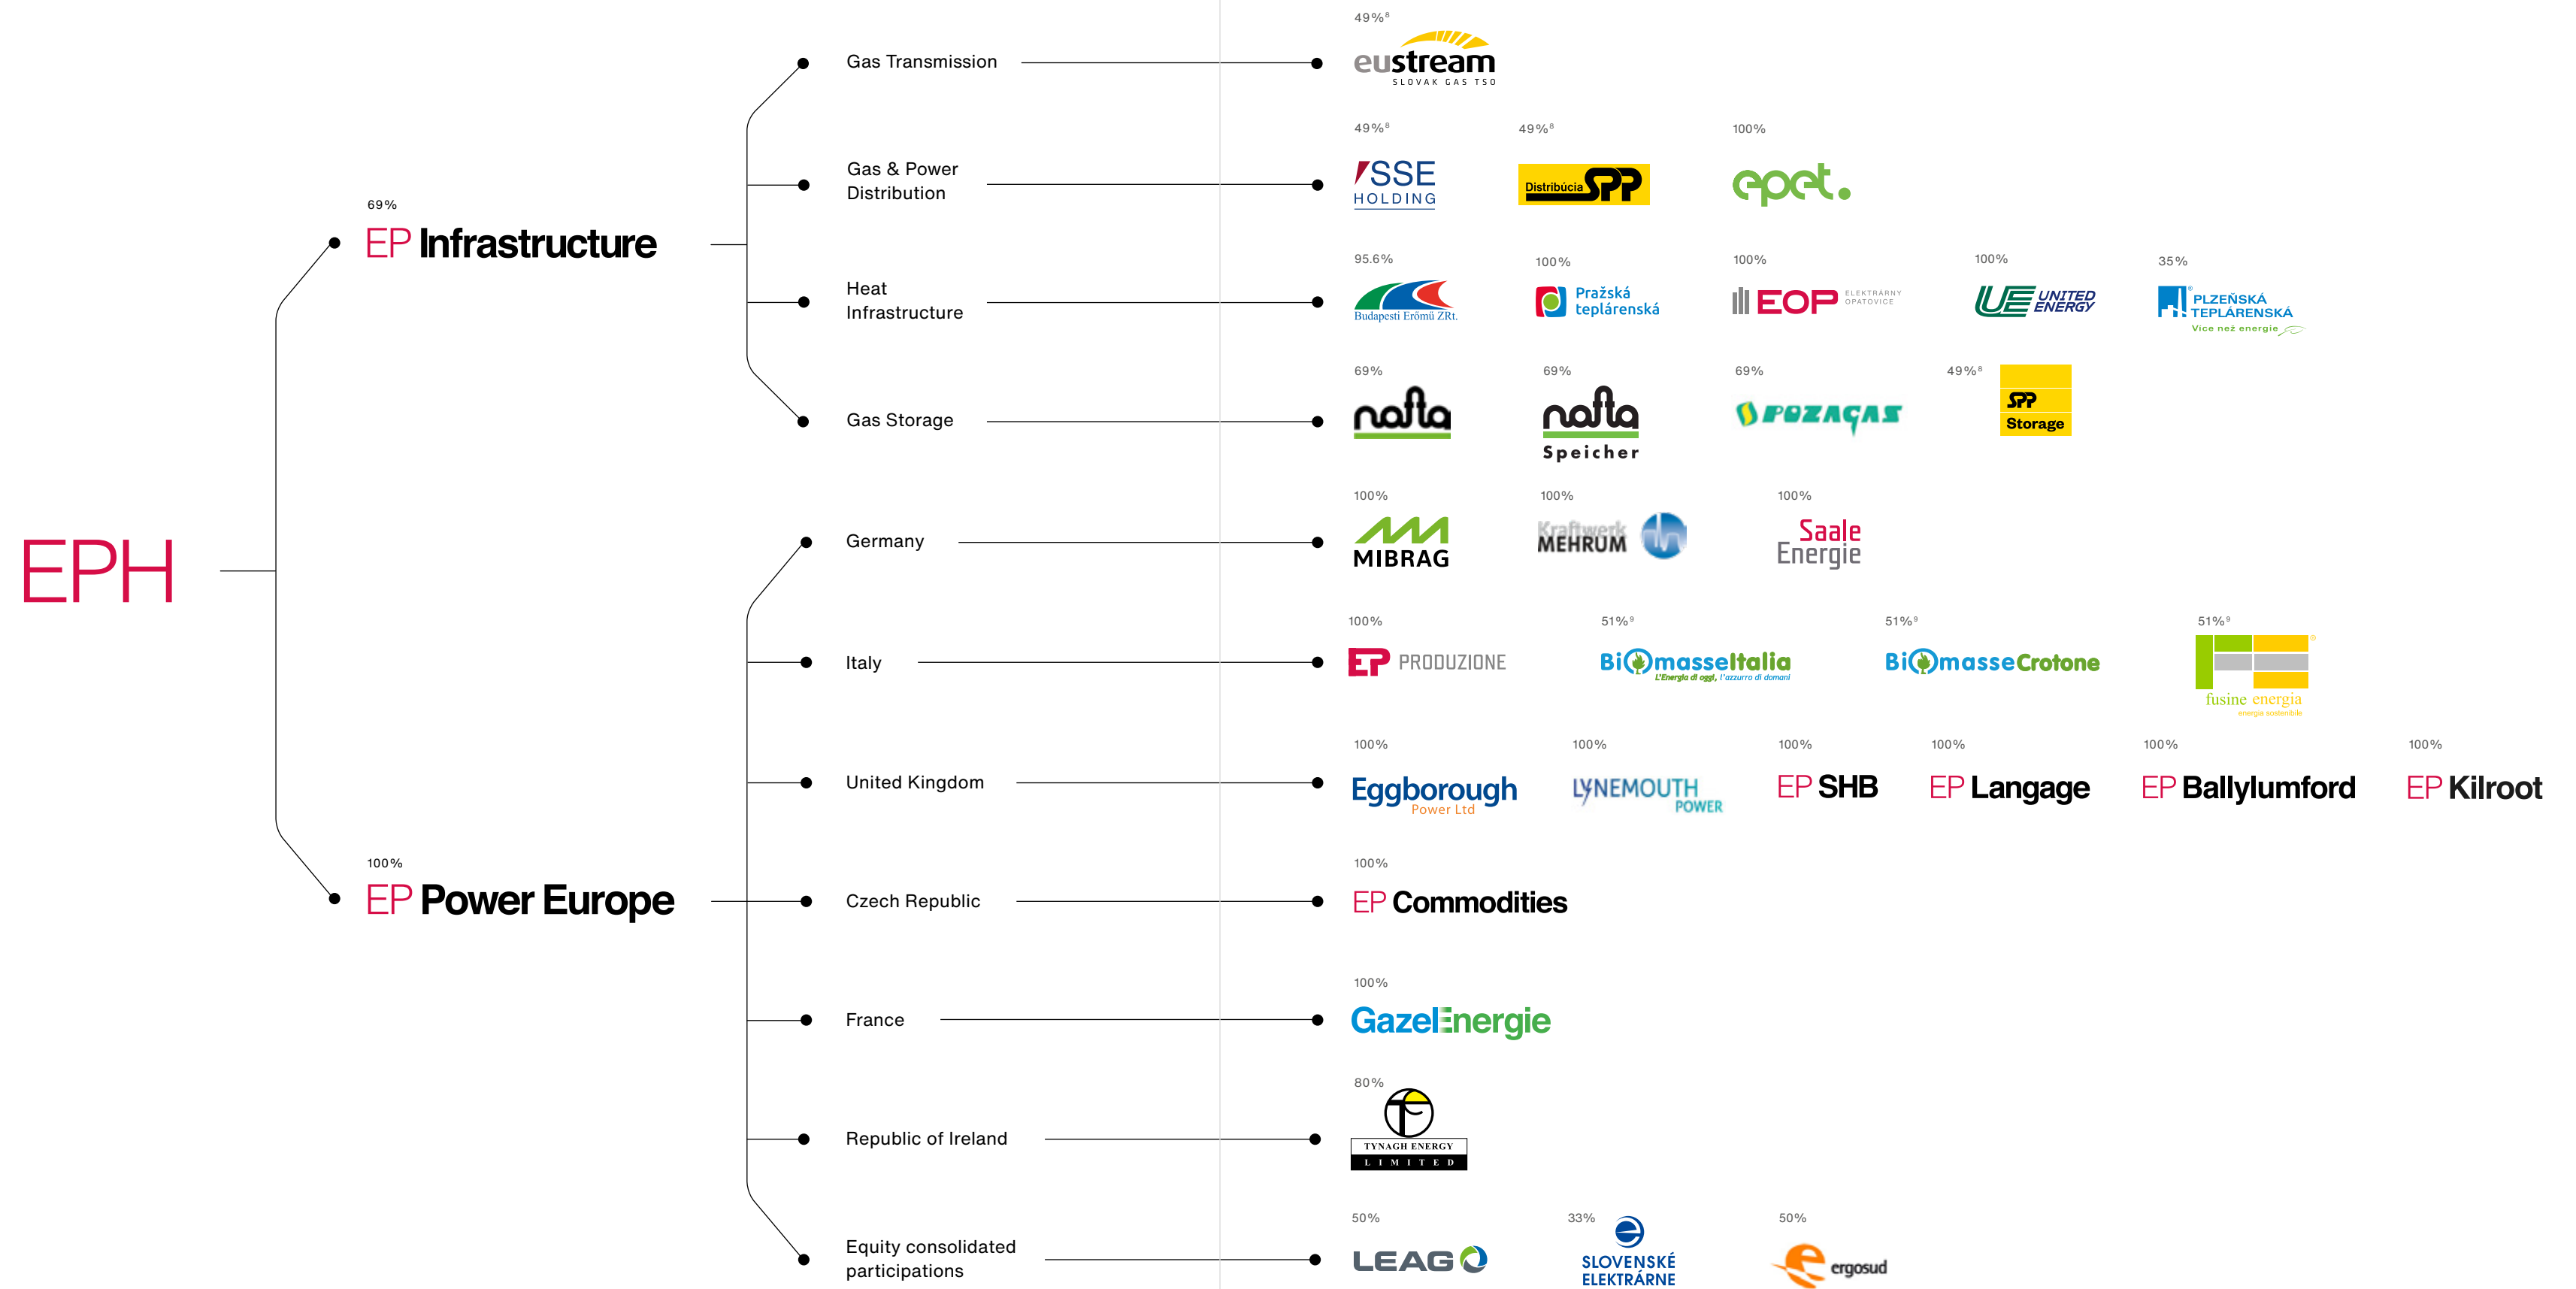 EPH
69%
EP Infrastructure
Gas Transmission
49%⁸
eustream
SLOVAK GAS TSO
Gas & Power
Distribution
49%⁸
SSE
HOLDING
49%⁸
Distribúcia SPP
100%
epet.
Heat
Infrastructure
95.6%
Budapesti Erőmű ZRt.
100%
Pražská
teplárenská
100%
EOP ELEKTRÁRNY
OPATOVICE
100%
UE UNITED
ENERGY
35%
PLZEŇSKÁ
TEPLÁRENSKÁ
Více než energie
Gas Storage
69%
nafta
69%
nafta
Speicher
69%
POZAGAS
49%⁸
SPP
Storage
100%
EP Power Europe
Germany
100%
MIBRAG
100%
Kraftwerk
MEHRUM
100%
Saale
Energie
Italy
100%
EP PRODUZIONE
51%⁹
BiomasseItalia
L'Energia di oggi, l'azzurro di domani
51%⁹
BiomasseCrotone
51%⁹
fusine energia
energia sostenibile
United Kingdom
100%
Eggborough
Power Ltd
100%
LYNEMOUTH
POWER
100%
EP SHB
100%
EP Langage
100%
EP Ballylumford
100%
EP Kilroot
Czech Republic
100%
EP Commodities
France
100%
GazelEnergie
Republic of Ireland
80%
TYNAGH ENERGY
LIMITED
Equity consolidated
participations
50%
LEAG
33%
SLOVENSKÉ
ELEKTRÁRNE
50%
ergosud